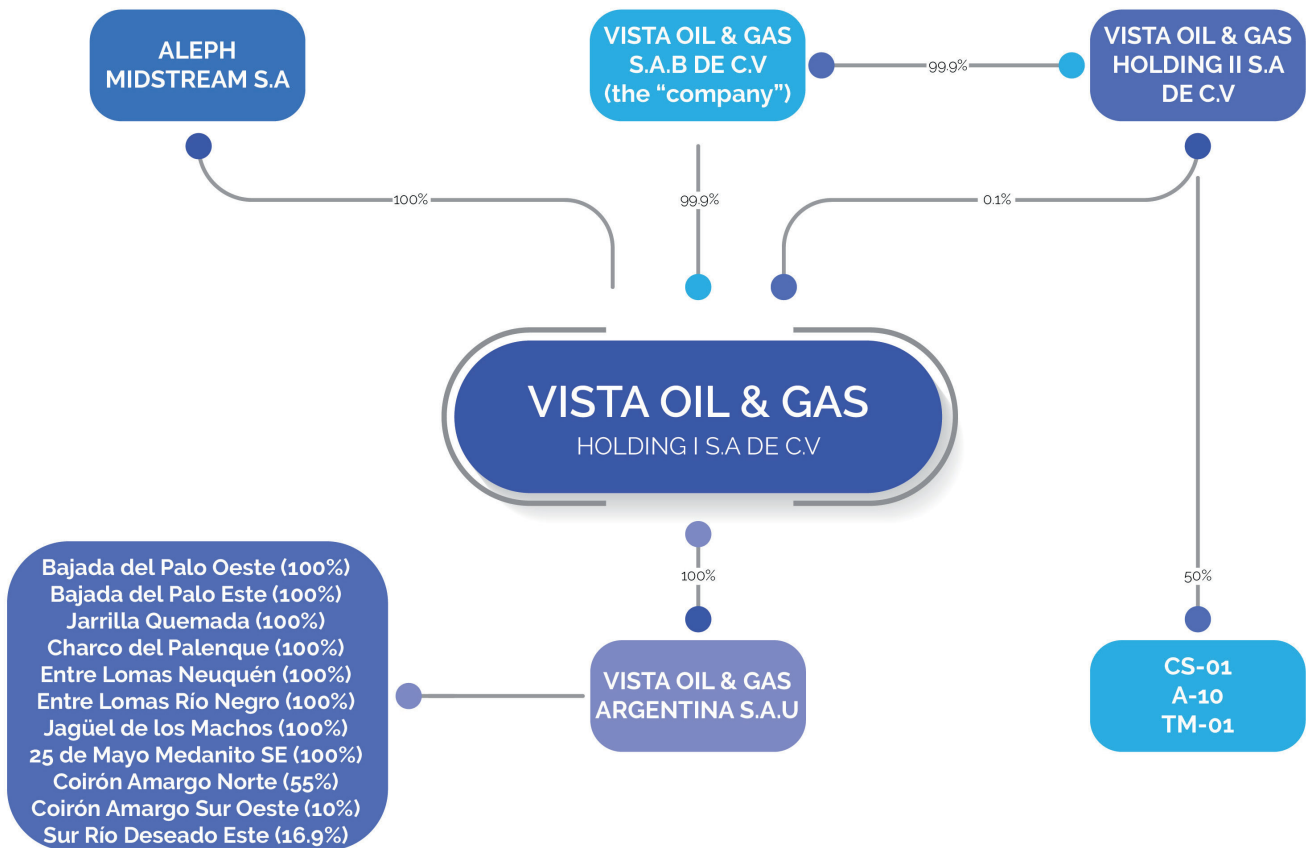 ALEPH
MIDSTREAM S.A
VISTA OIL & GAS
S.A.B DE C.V
(the “company”)
99.9%
VISTA OIL & GAS
HOLDING II S.A
DE C.V
100%
99.9%
0.1%
VISTA OIL & GAS
HOLDING I S.A DE C.V
100%
50%
Bajada del Palo Oeste (100%)
Bajada del Palo Este (100%)
Jarrilla Quemada (100%)
Charco del Palenque (100%)
Entre Lomas Neuquén (100%)
Entre Lomas Río Negro (100%)
Jagüel de los Machos (100%)
25 de Mayo Medanito SE (100%)
Coirón Amargo Norte (55%)
Coirón Amargo Sur Oeste (10%)
Sur Río Deseado Este (16.9%)
VISTA OIL & GAS
ARGENTINA S.A.U
CS-01
A-10
TM-01